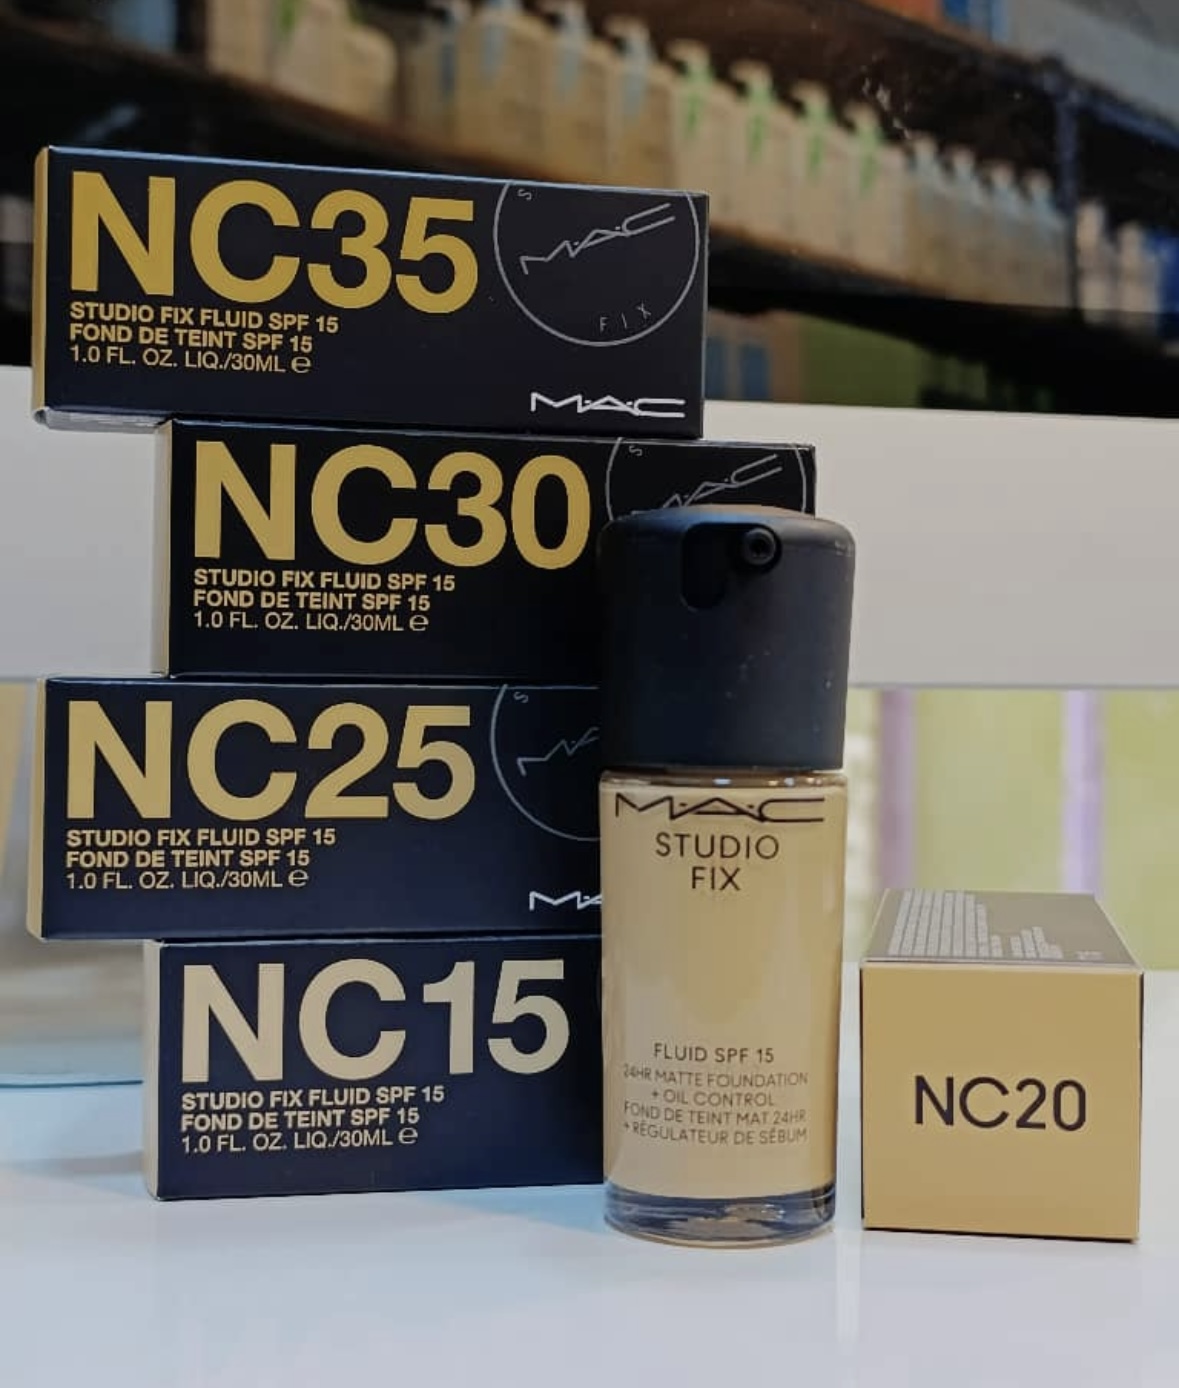 NC35
STUDIO FIX FLUID SPF 15
FOND DE TEINT SPF 15
1.0 FL. OZ. LIQ./30ML e
S
MAC
FIX
MAC
NC30
STUDIO FIX FLUID SPF 15
FOND DE TEINT SPF 15
1.0 FL. OZ. LIQ./30ML e
S
MAC
NC25
STUDIO FIX FLUID SPF 15
FOND DE TEINT SPF 15
1.0 FL. OZ. LIQ./30ML e
S
NC15
STUDIO FIX FLUID SPF 15
FOND DE TEINT SPF 15
1.0 FL. OZ. LIQ./30ML e
MAC
STUDIO
FIX
FLUID SPF 15
24HR MATTE FOUNDATION
+ OIL CONTROL
FOND DE TEINT MAT 24HR
+ RÉGULATEUR DE SÉBUM
NC20